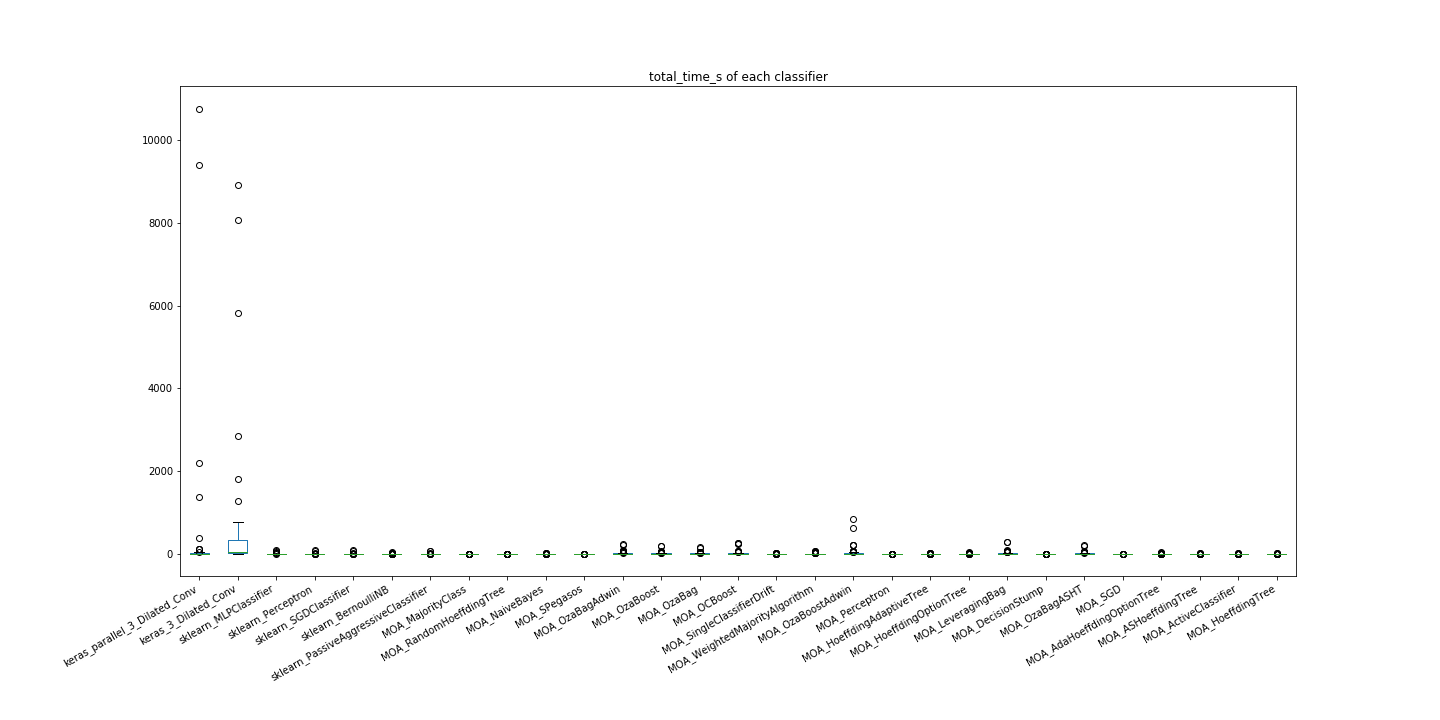 total_time_s of each classifier
10000
8000
6000
4000
2000
0
keras_parallel_3_Dilated_Conv
keras_3_Dilated_Conv
sklearn_MLPClassifier
sklearn_Perceptron
sklearn_SGDClassifier
sklearn_BernoulliNB
sklearn_PassiveAggressiveClassifier
MOA_MajorityClass
MOA_RandomHoeffdingTree
MOA_NaiveBayes
MOA_SPegasos
MOA_OzaBagAdwin
MOA_OzaBoost
MOA_OzaBag
MOA_OCBoost
MOA_SingleClassifierDrift
MOA_WeightedMajorityAlgorithm
MOA_OzaBoostAdwin
MOA_Perceptron
MOA_HoeffdingAdaptiveTree
MOA_HoeffdingOptionTree
MOA_LeveragingBag
MOA_DecisionStump
MOA_OzaBagASHT
MOA_SGD
MOA_AdaHoeffdingOptionTree
MOA_ASHoeffdingTree
MOA_ActiveClassifier
MOA_HoeffdingTree